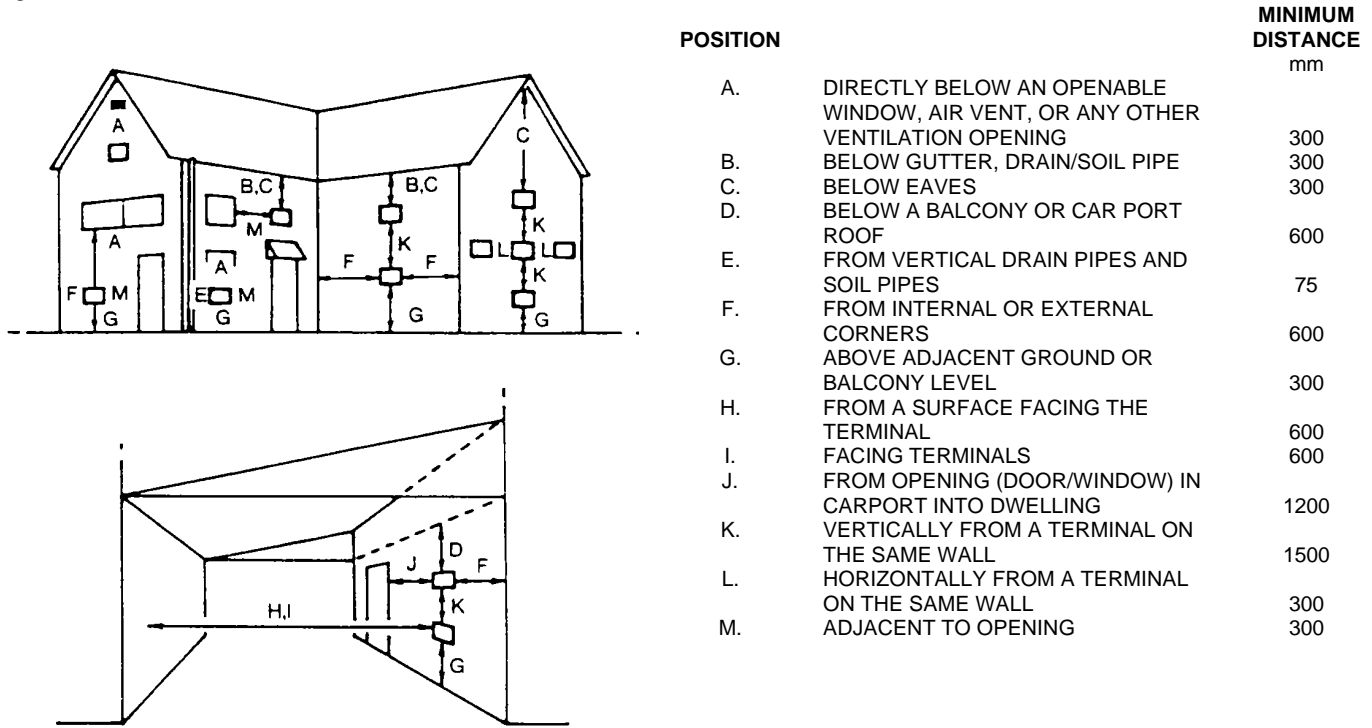 A
C
B,C
B,C
M
K
K
A
A
L
L
F
F
K
F
M
E
M
G
G
G
G
D
J
F
K
H,I
G
POSITION
MINIMUM
DISTANCE
mm
A. DIRECTLY BELOW AN OPENABLE
WINDOW, AIR VENT, OR ANY OTHER
VENTILATION OPENING 300
B. BELOW GUTTER, DRAIN/SOIL PIPE 300
C. BELOW EAVES 300
D. BELOW A BALCONY OR CAR PORT
ROOF 600
E. FROM VERTICAL DRAIN PIPES AND
SOIL PIPES 75
F. FROM INTERNAL OR EXTERNAL
CORNERS 600
G. ABOVE ADJACENT GROUND OR
BALCONY LEVEL 300
H. FROM A SURFACE FACING THE
TERMINAL 600
I. FACING TERMINALS 600
J. FROM OPENING (DOOR/WINDOW) IN
CARPORT INTO DWELLING 1200
K. VERTICALLY FROM A TERMINAL ON
THE SAME WALL 1500
L. HORIZONTALLY FROM A TERMINAL
ON THE SAME WALL 300
M. ADJACENT TO OPENING 300